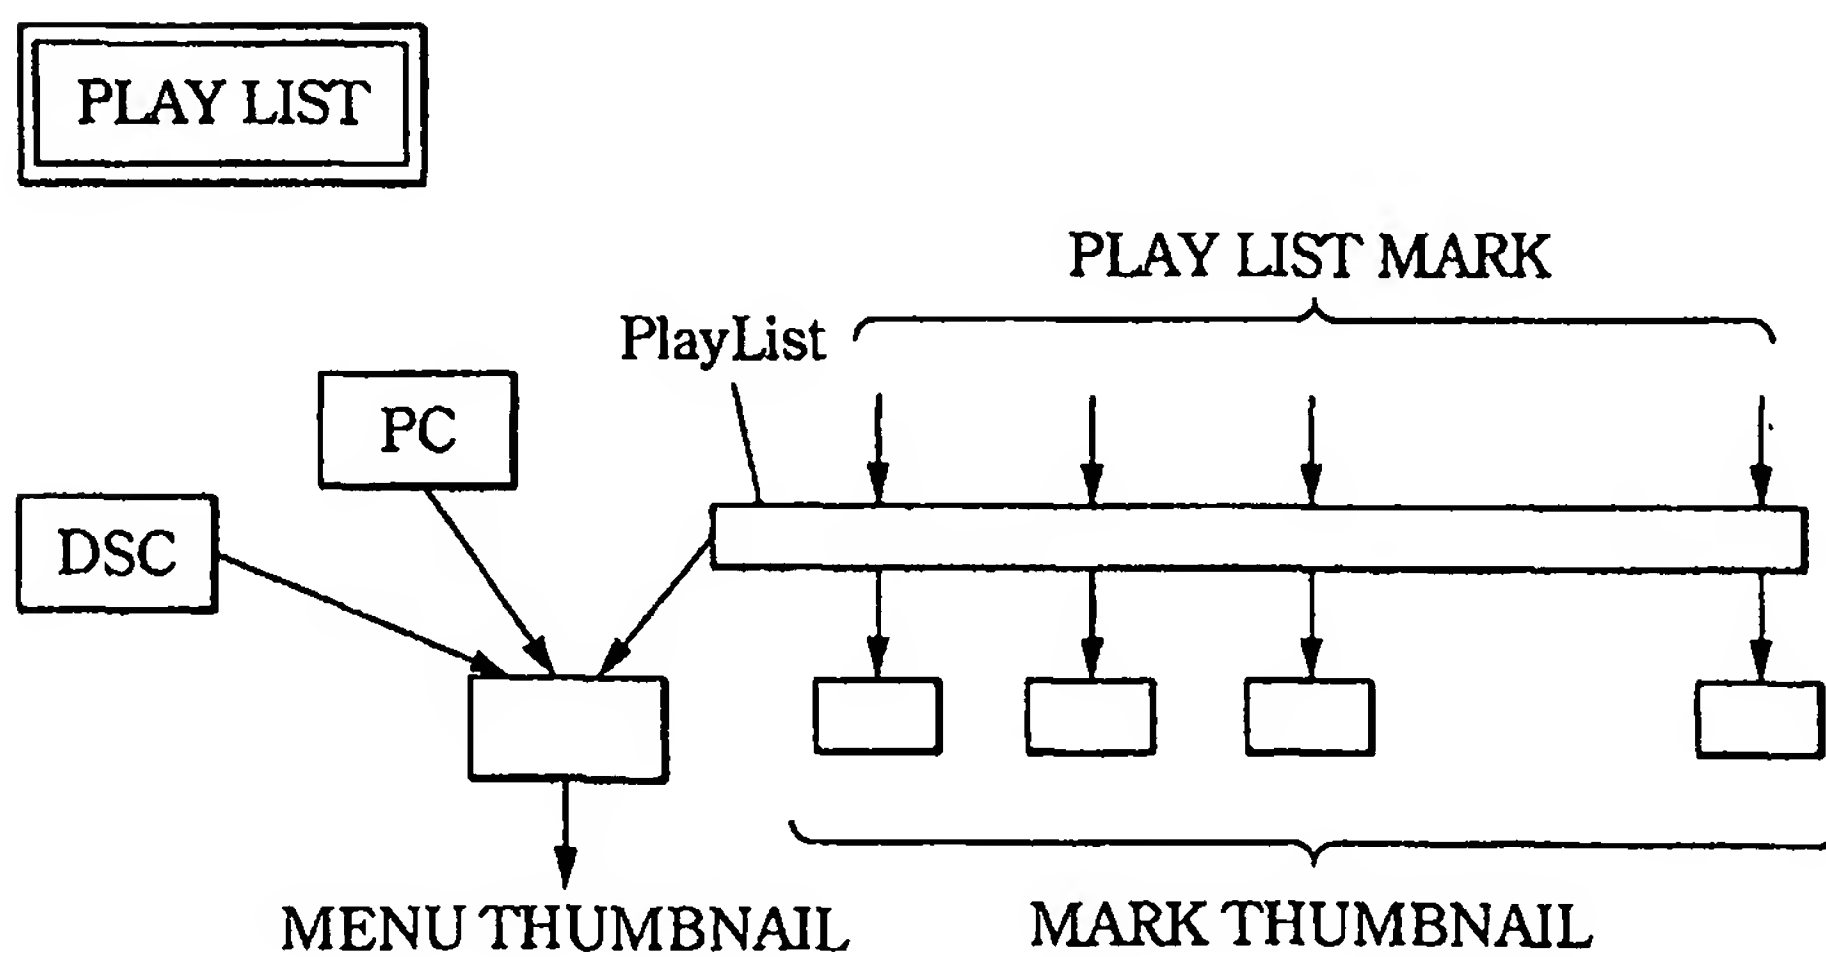 PLAY LIST
PLAY LIST MARK
PlayList
PC
DSC
MENU THUMBNAIL
MARK THUMBNAIL